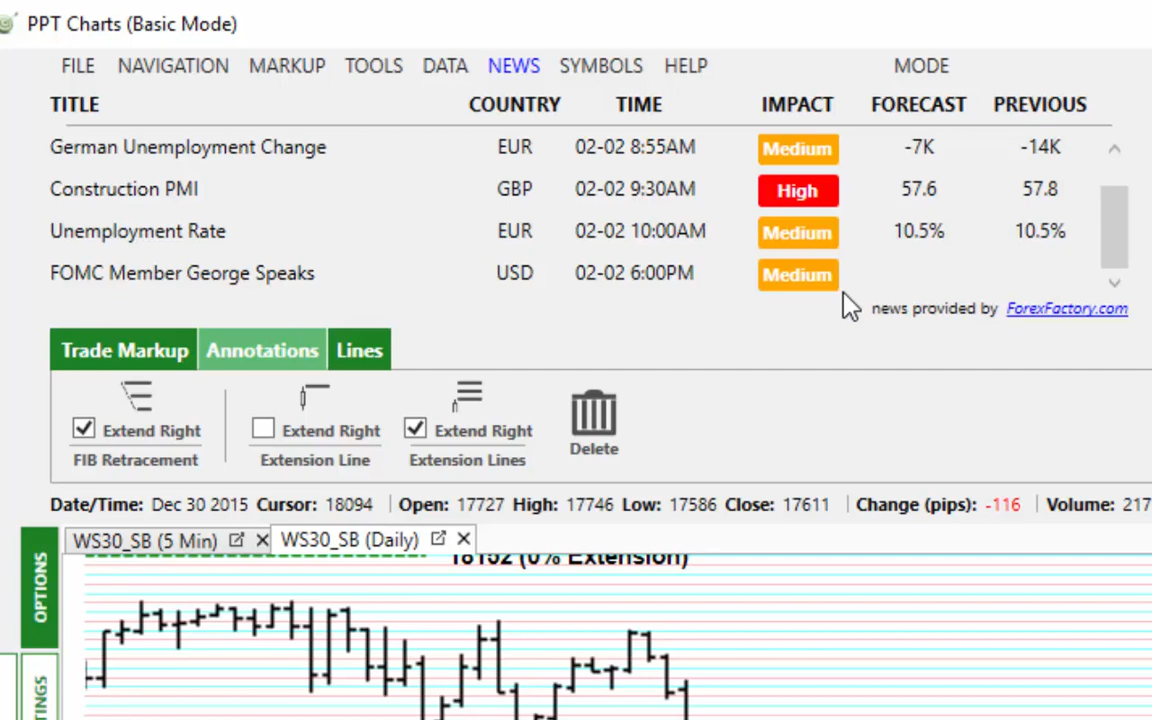 PPT Charts (Basic Mode)
FILE NAVIGATION MARKUP TOOLS DATA NEWS SYMBOLS HELP MODE
TITLE COUNTRY TIME IMPACT FORECAST PREVIOUS
German Unemployment Change EUR 02-02 8:55AM Medium -7K -14K
Construction PMI GBP 02-02 9:30AM High 57.6 57.8
Unemployment Rate EUR 02-02 10:00AM Medium 10.5% 10.5%
FOMC Member George Speaks USD 02-02 6:00PM Medium
news provided by ForexFactory.com
Trade Markup Annotations Lines
Extend Right Extend Right Extend Right Delete
FIB Retracement Extension Line Extension Lines
Date/Time: Dec 30 2015 Cursor: 18094 Open: 17727 High: 17746 Low: 17586 Close: 17611 Change (pips): -116 Volume: 217
WS30_SB (5 Min) WS30_SB (Daily)
18152 (0% Extension)
OPTIONS
TINGS